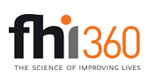 fhi360
THE SCIENCE OF IMPROVING LIVES